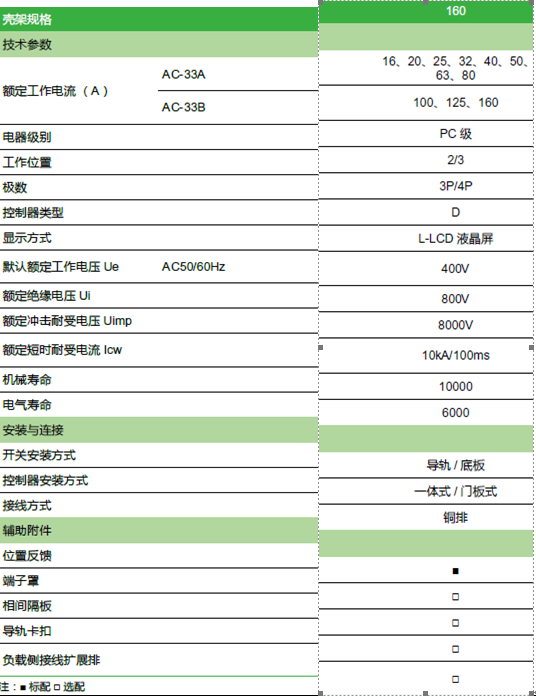 壳架规格 160
技术参数
额定工作电流（A） AC-33A 16、20、25、32、40、50、
63、80
AC-33B 100、125、160
电器级别 PC 级
工作位置 2/3
极数 3P/4P
控制器类型 D
显示方式 L-LCD 液晶屏
默认额定工作电压 Ue AC50/60Hz 400V
额定绝缘电压 Ui 800V
额定冲击耐受电压 Uimp 8000V
额定短时耐受电流 Icw 10kA/100ms
机械寿命 10000
电气寿命 6000
安装与连接
开关安装方式 导轨 / 底板
控制器安装方式 一体式 / 门板式
接线方式 铜排
辅助附件
位置反馈 ■
端子罩 □
相间隔板 □
导轨卡扣 □
负载侧接线扩展排 □
注：■ 标配 □ 选配